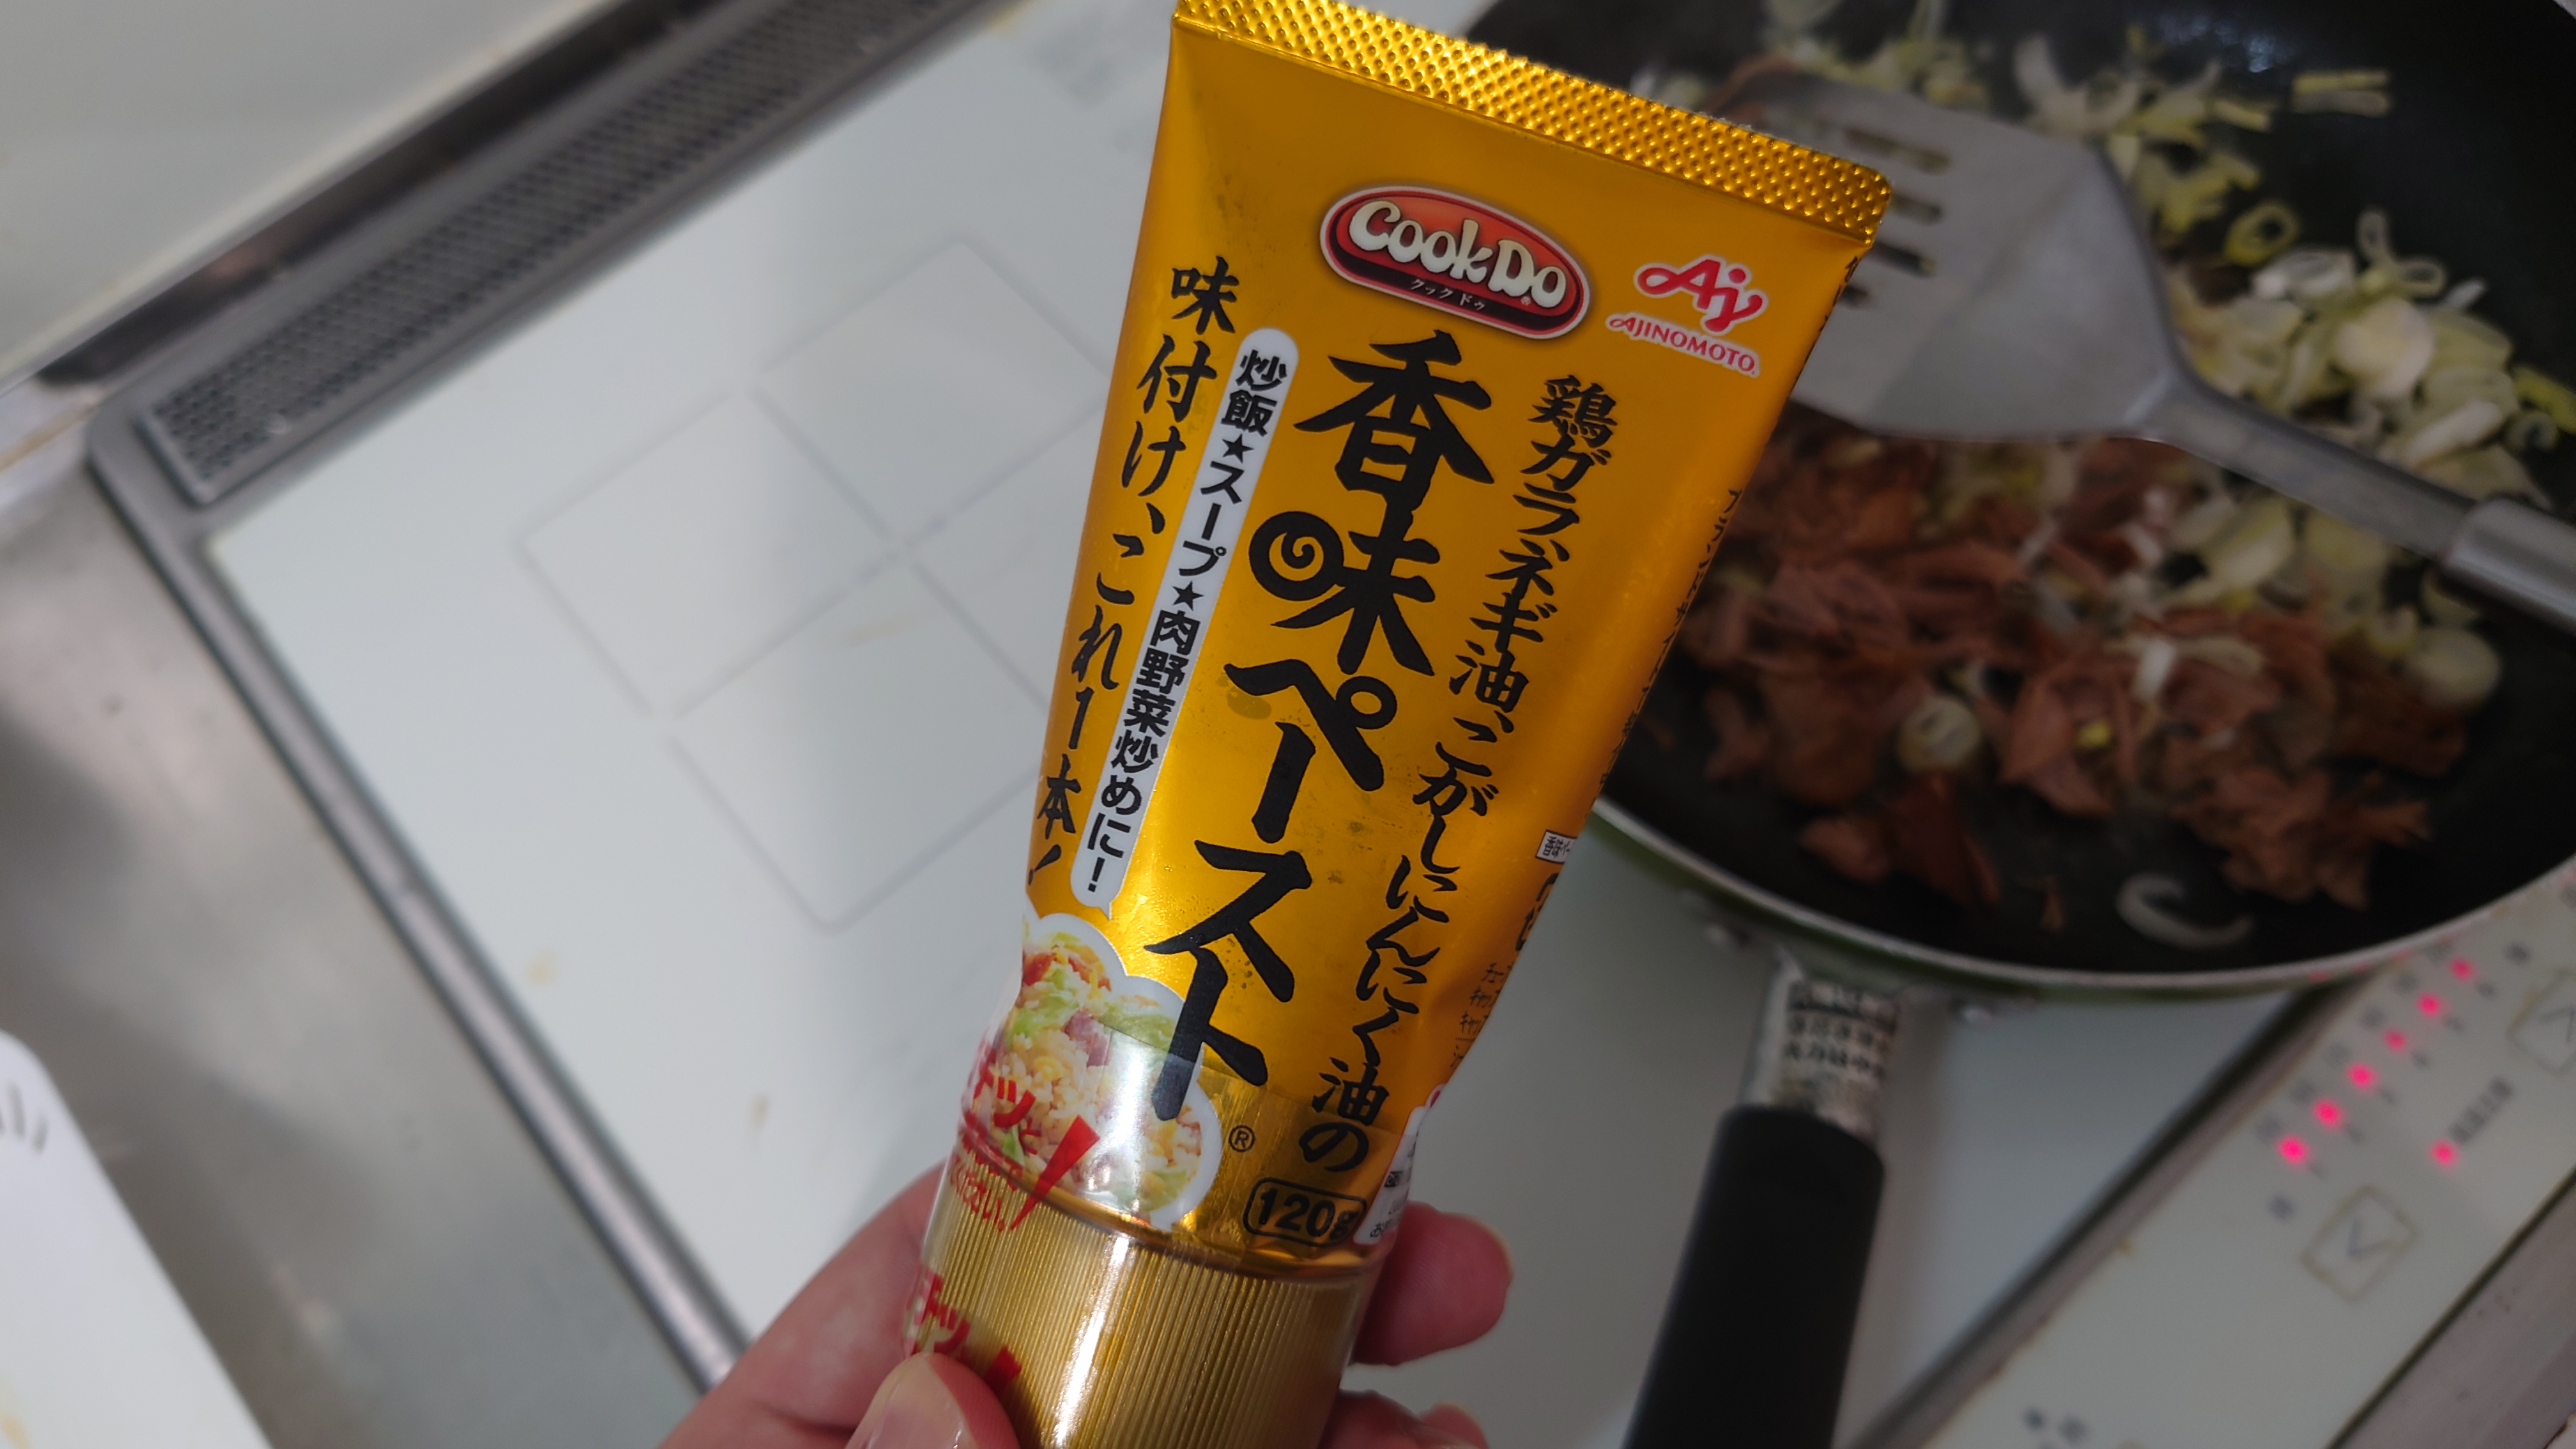 CookDo®
クックドゥ
Aj
AJINOMOTO®
鶏ガラ、ネギ油、こがしにんにく油の
香味ペースト®
炒飯★スープ★肉野菜炒めに!
味付け、これ1本!
120g